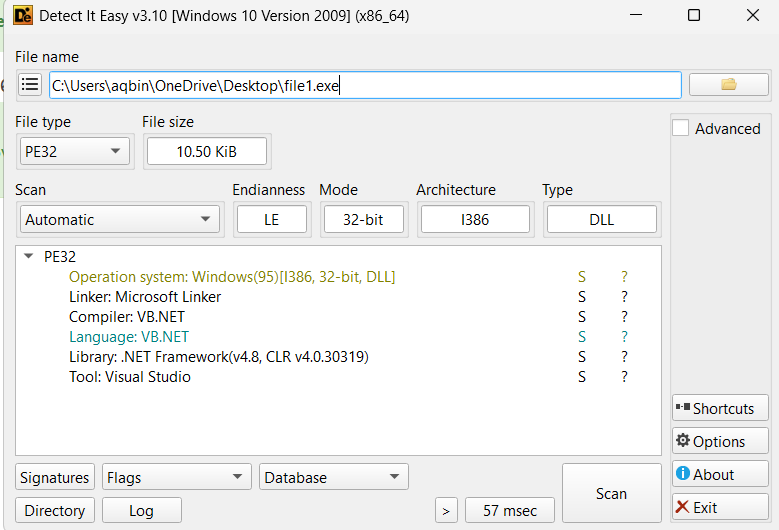 Detect It Easy v3.10 [Windows 10 Version 2009] (x86_64)
File name
C:\Users\aqbin\OneDrive\Desktop\file1.exe
File type
File size
PE32
10.50 KiB
Advanced
Scan
Endianness
Mode
Architecture
Type
Automatic
LE
32-bit
I386
DLL
PE32
Operation system: Windows(95)[I386, 32-bit, DLL] S ?
Linker: Microsoft Linker S ?
Compiler: VB.NET S ?
Language: VB.NET S ?
Library: .NET Framework(v4.8, CLR v4.0.30319) S ?
Tool: Visual Studio S ?
Shortcuts
Options
About
Exit
Signatures
Flags
Database
Scan
Directory
Log
>
57 msec